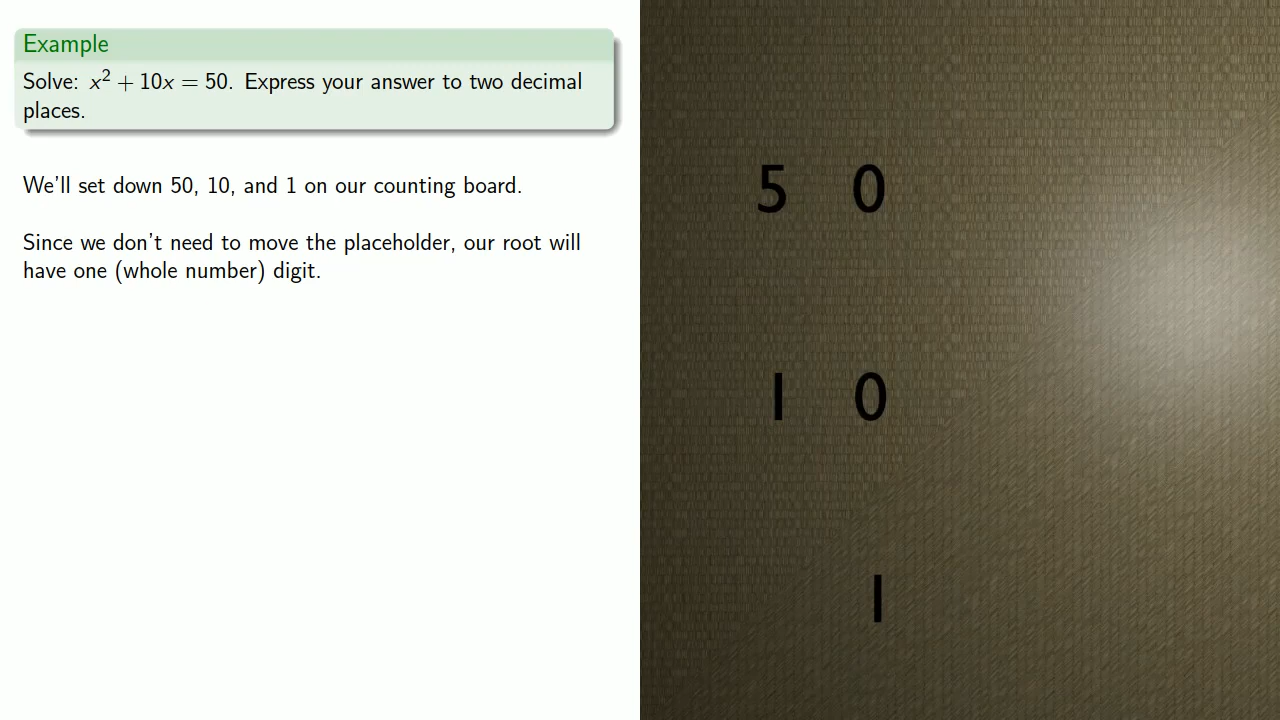 Example
Solve: x² + 10x = 50. Express your answer to two decimal
places.
We'll set down 50, 10, and 1 on our counting board.
Since we don't need to move the placeholder, our root will
have one (whole number) digit.
5 0
1 0
1